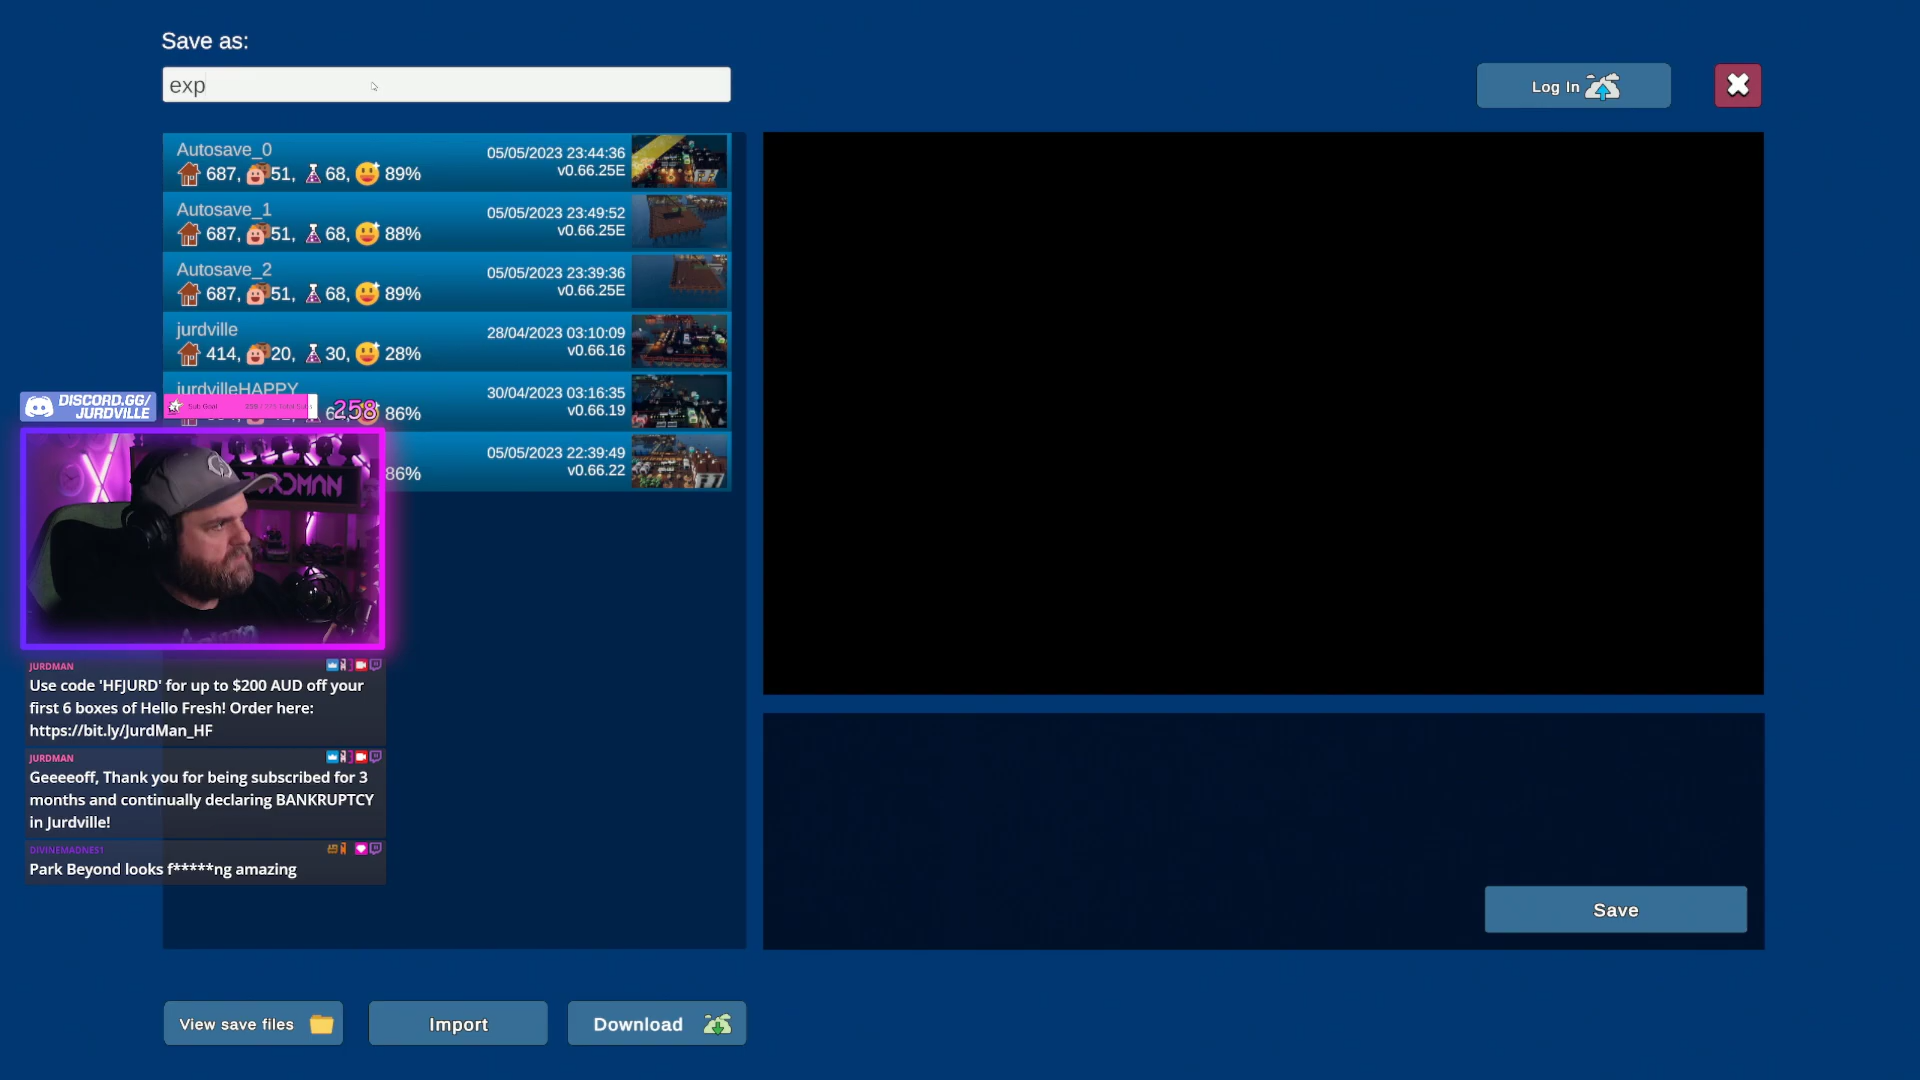 Save as:
exp
Log In
Autosave_0
687, 51, 68, 89%
05/05/2023 23:44:36
v0.66.25E
Autosave_1
687, 51, 68, 88%
05/05/2023 23:49:52
v0.66.25E
Autosave_2
687, 51, 68, 89%
05/05/2023 23:39:36
v0.66.25E
jurdville
414, 20, 30, 28%
28/04/2023 03:10:09
v0.66.16
jurdvilleHAPPY
86%
30/04/2023 03:16:35
v0.66.19
86%
05/05/2023 22:39:49
v0.66.22
DISCORD.GG/
JURDVILLE
Sub Goal
258
JURDMAN
Use code 'HFJURD' for up to $200 AUD off your
first 6 boxes of Hello Fresh! Order here:
https://bit.ly/JurdMan_HF
JURDMAN
Geeeeoff, Thank you for being subscribed for 3
months and continually declaring BANKRUPTCY
in Jurdville!
DIVINEMADNES1
Park Beyond looks f*****ng amazing
Save
View save files
Import
Download